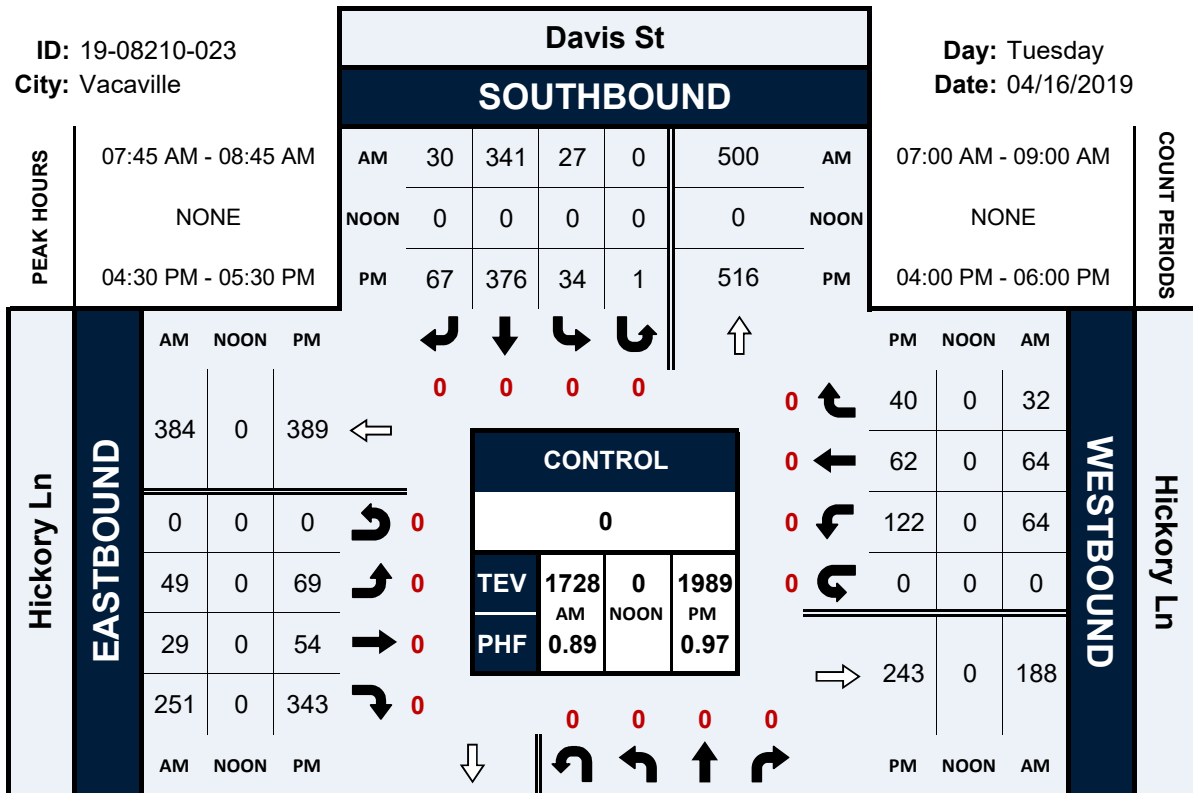 ID: 19-08210-023
City: Vacaville
Davis St
SOUTHBOUND
Day: Tuesday
Date: 04/16/2019
PEAK HOURS
07:45 AM - 08:45 AM
NONE
04:30 PM - 05:30 PM
AM 30 341 27 0 500 AM
NOON 0 0 0 0 0 NOON
PM 67 376 34 1 516 PM
07:00 AM - 09:00 AM
NONE
04:00 PM - 06:00 PM
COUNT PERIODS
0 0 0 0
Hickory Ln
EASTBOUND
AM NOON PM
384 0 389
0 0 0 0
49 0 69 0
29 0 54 0
251 0 343 0
AM NOON PM
CONTROL
0
TEV 1728 0 1989
AM NOON PM
PHF 0.89 0.97
PM NOON AM
0 40 0 32
0 62 0 64
0 122 0 64
0 0 0 0
243 0 188
PM NOON AM
WESTBOUND
Hickory Ln
0 0 0 0